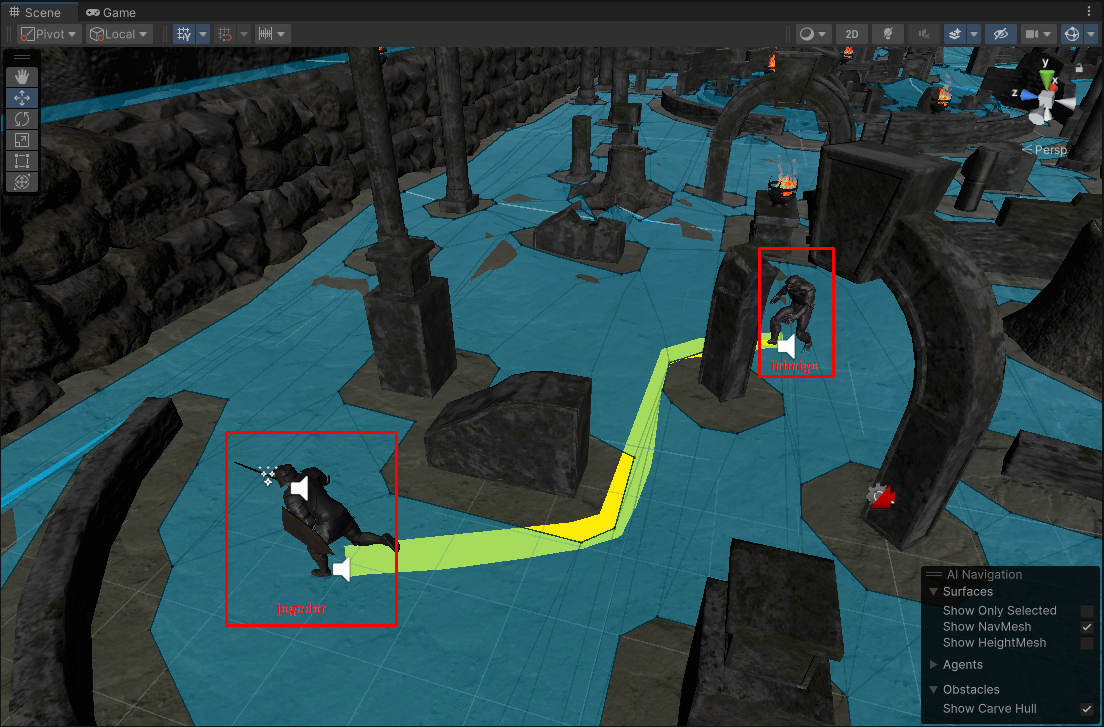 Scene Game
Pivot Local
2D
y
x
z
Persp
inimigo
jogador
AI Navigation
Surfaces
Show Only Selected
Show NavMesh
Show HeightMesh
Agents
Obstacles
Show Carve Hull